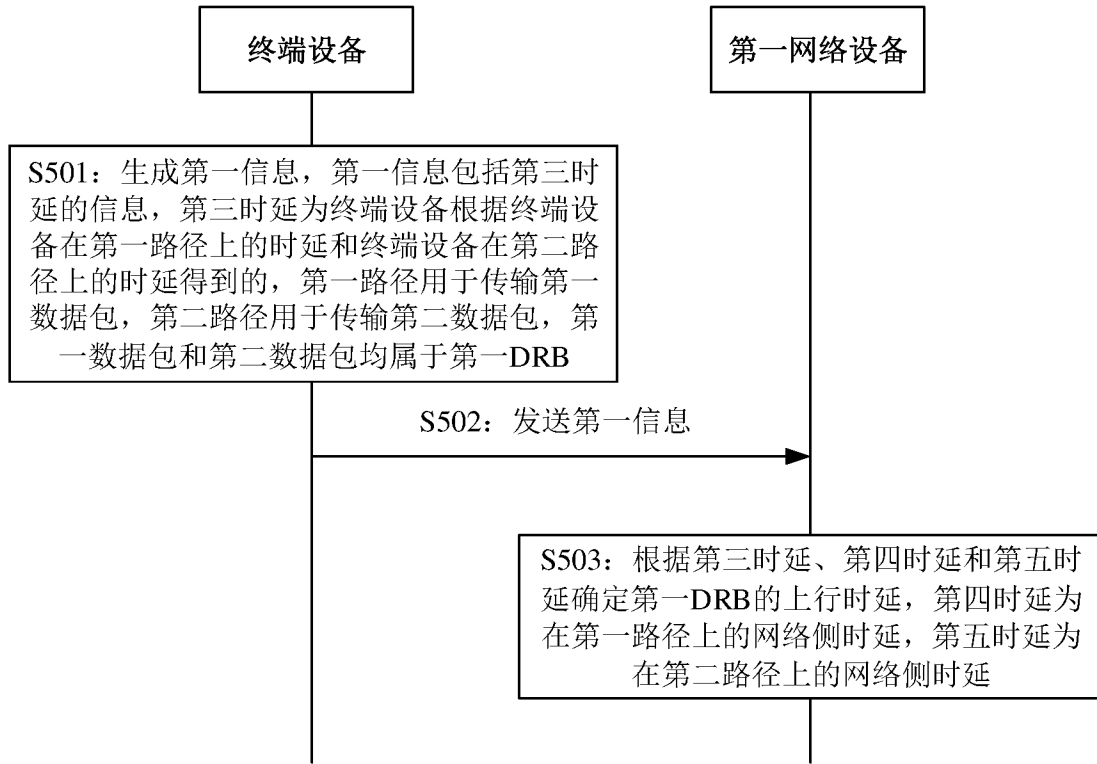 终端设备
第一网络设备
S501：生成第一信息，第一信息包括第三时
延的信息，第三时延为终端设备根据终端设
备在第一路径上的时延和终端设备在第二路
径上的时延得到的，第一路径用于传输第一
数据包，第二路径用于传输第二数据包，第
一数据包和第二数据包均属于第一DRB
S502：发送第一信息
S503：根据第三时延、第四时延和第五时
延确定第一DRB的上行时延，第四时延为
在第一路径上的网络侧时延，第五时延为
在第二路径上的网络侧时延